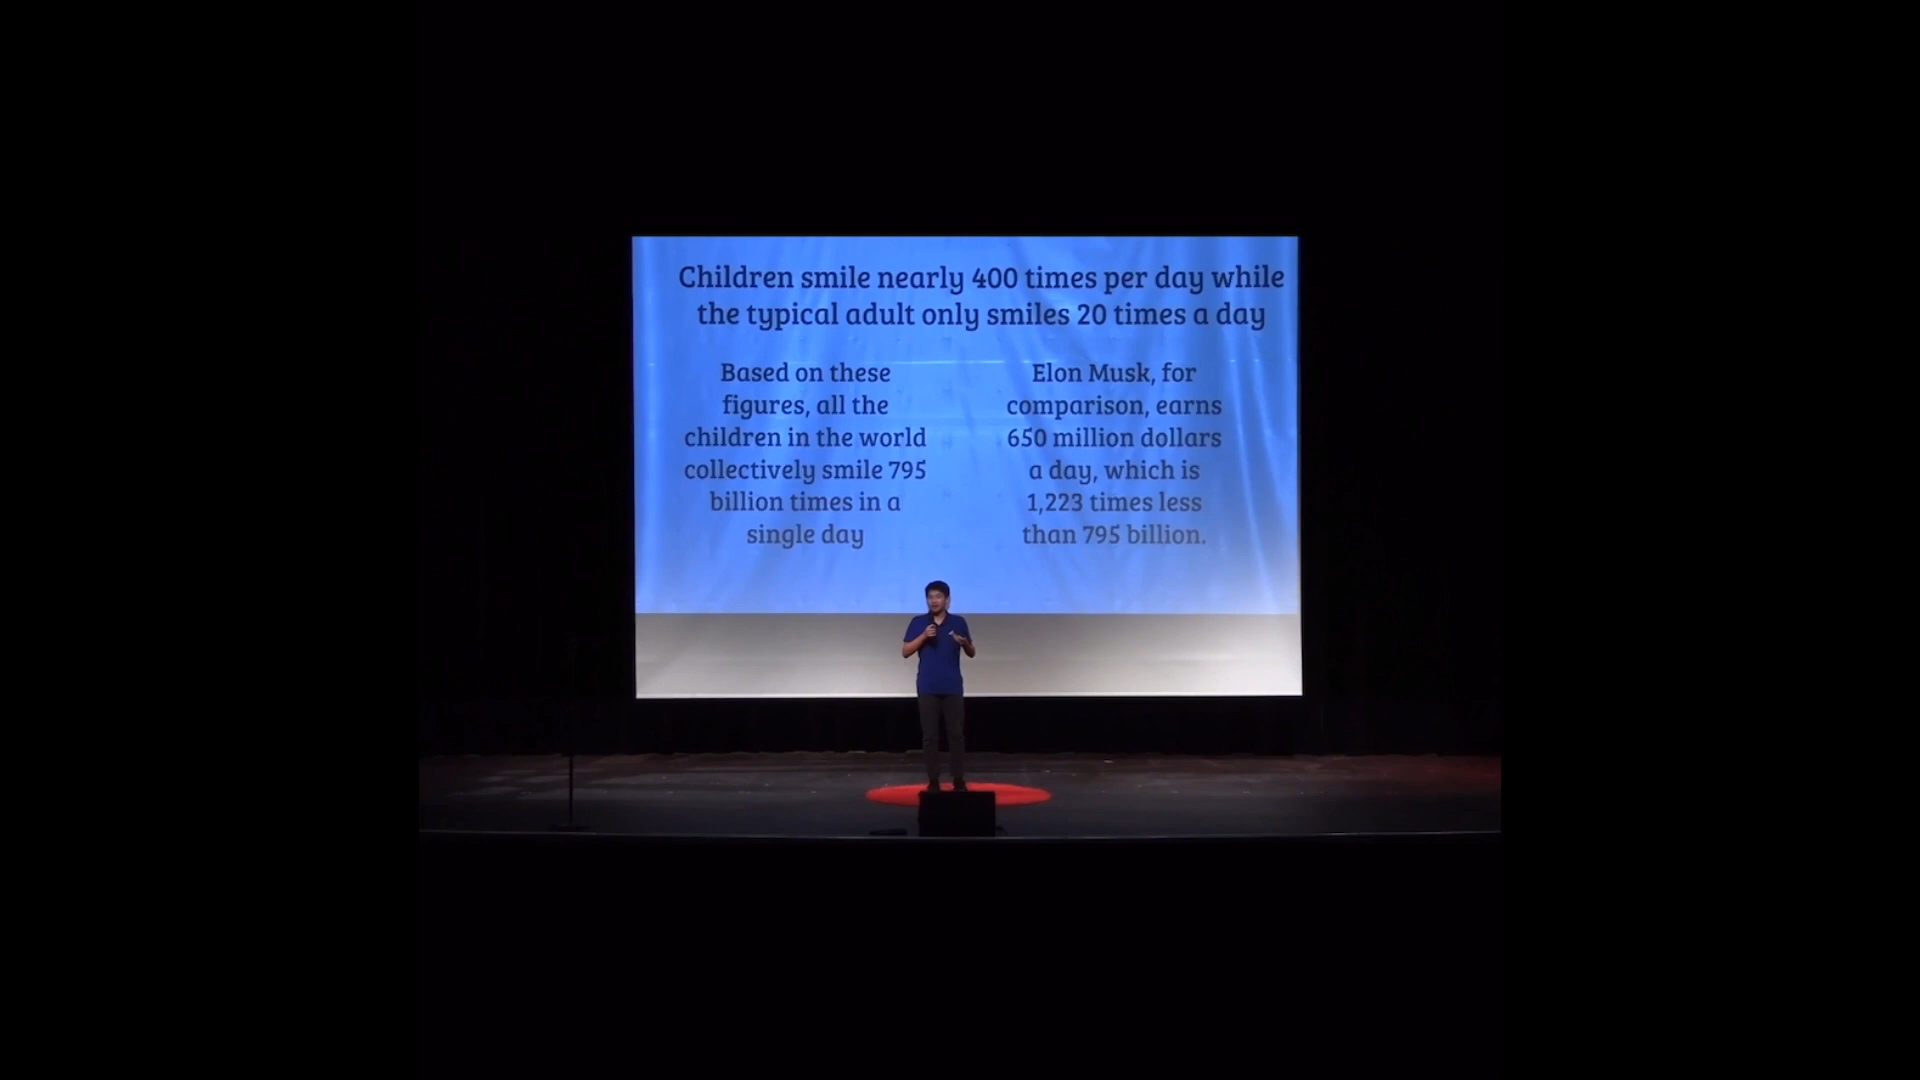 Children smile nearly 400 times per day while
the typical adult only smiles 20 times a day
Based on these
figures, all the
children in the world
collectively smile 795
billion times in a
single day
Elon Musk, for
comparison, earns
650 million dollars
a day, which is
1,223 times less
than 795 billion.